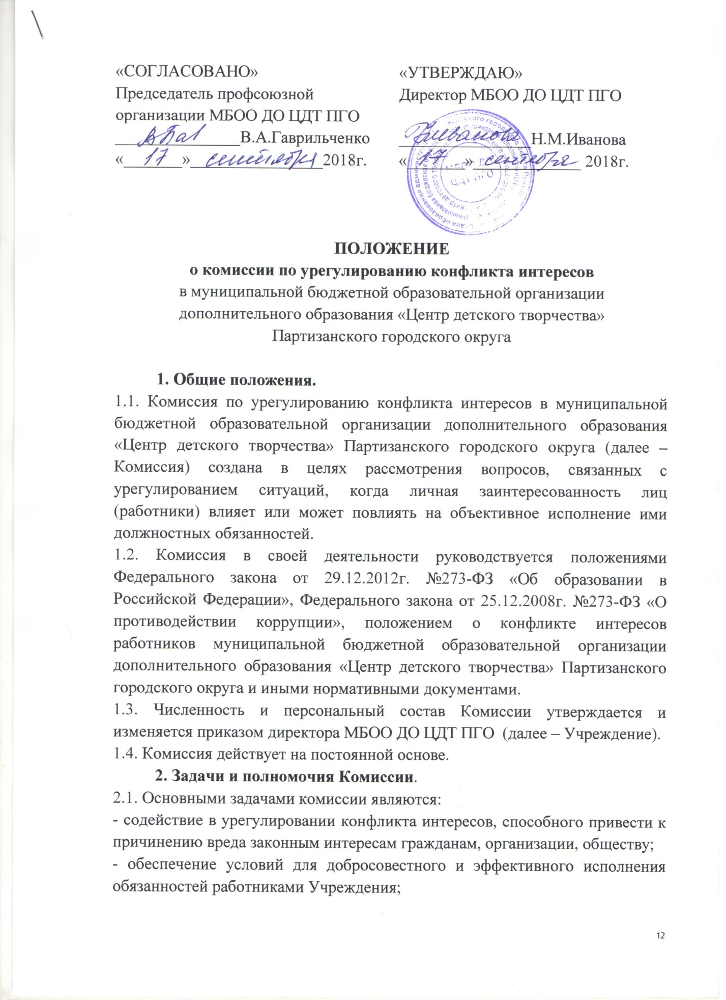 «СОГЛАСОВАНО»
Председатель профсоюзной
организации МБОО ДО ЦДТ ПГО
В.А.Гаврильченко
« 17 » сентября 2018г.
«УТВЕРЖДАЮ»
Директор МБОО ДО ЦДТ ПГО
Н.М.Иванова
« 17 » сентября 2018г.
ЦДТ ПГО
ПОЛОЖЕНИЕ
о комиссии по урегулированию конфликта интересов
в муниципальной бюджетной образовательной организации
дополнительного образования «Центр детского творчества»
Партизанского городского округа
1. Общие положения.
1.1. Комиссия по урегулированию конфликта интересов в муниципальной
бюджетной образовательной организации дополнительного образования
«Центр детского творчества» Партизанского городского округа (далее –
Комиссия) создана в целях рассмотрения вопросов, связанных с
урегулированием ситуаций, когда личная заинтересованность лиц
(работники) влияет или может повлиять на объективное исполнение ими
должностных обязанностей.
1.2. Комиссия в своей деятельности руководствуется положениями
Федерального закона от 29.12.2012г. №273-ФЗ «Об образовании в
Российской Федерации», Федерального закона от 25.12.2008г. №273-ФЗ «О
противодействии коррупции», положением о конфликте интересов
работников муниципальной бюджетной образовательной организации
дополнительного образования «Центр детского творчества» Партизанского
городского округа и иными нормативными документами.
1.3. Численность и персональный состав Комиссии утверждается и
изменяется приказом директора МБОО ДО ЦДТ ПГО (далее – Учреждение).
1.4. Комиссия действует на постоянной основе.
2. Задачи и полномочия Комиссии.
2.1. Основными задачами комиссии являются:
- содействие в урегулировании конфликта интересов, способного привести к
причинению вреда законным интересам гражданам, организации, обществу;
- обеспечение условий для добросовестного и эффективного исполнения
обязанностей работниками Учреждения;
12